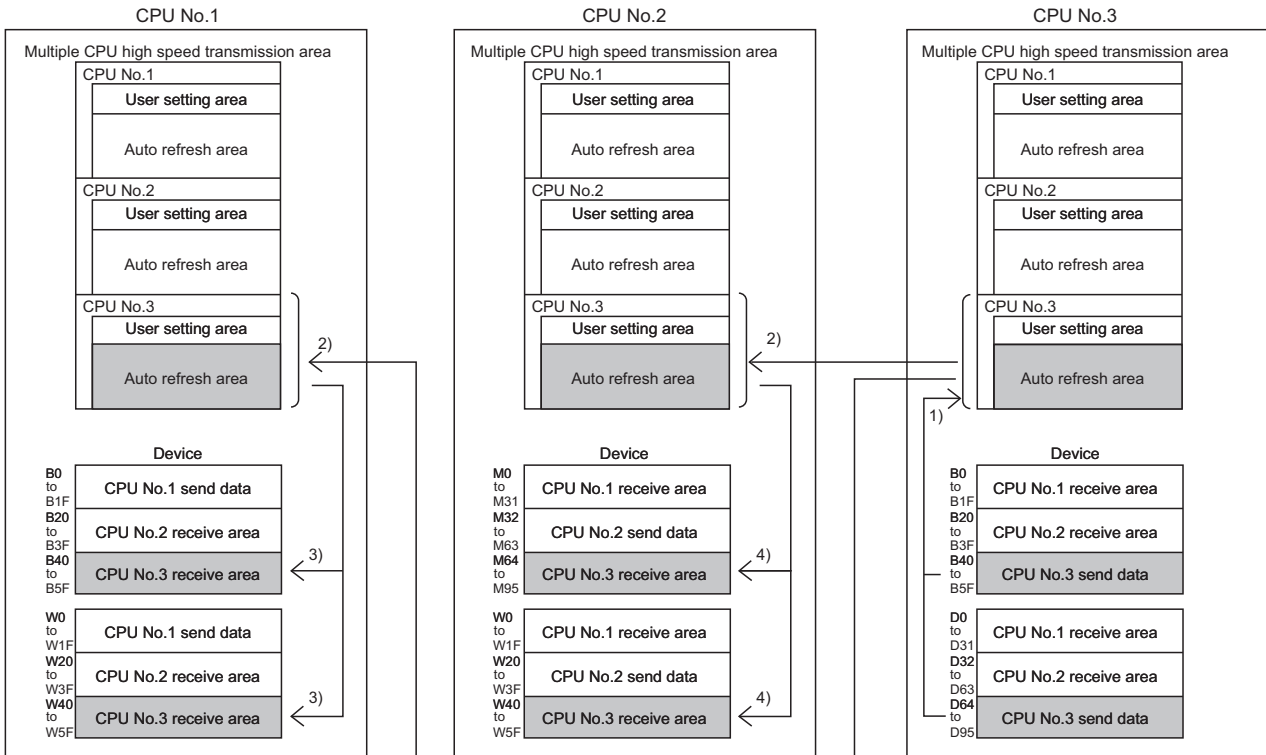 CPU No.1
Multiple CPU high speed transmission area
CPU No.1
User setting area
Auto refresh area
CPU No.2
User setting area
Auto refresh area
CPU No.3
User setting area
Auto refresh area
2)
Device
B0
to
B1F
CPU No.1 send data
B20
to
B3F
CPU No.2 receive area
B40
to
B5F
CPU No.3 receive area
3)
W0
to
W1F
CPU No.1 send data
W20
to
W3F
CPU No.2 receive area
W40
to
W5F
CPU No.3 receive area
3)
CPU No.2
Multiple CPU high speed transmission area
CPU No.1
User setting area
Auto refresh area
CPU No.2
User setting area
Auto refresh area
CPU No.3
User setting area
Auto refresh area
2)
Device
M0
to
M31
CPU No.1 receive area
M32
to
M63
CPU No.2 send data
M64
to
M95
CPU No.3 receive area
4)
W0
to
W1F
CPU No.1 receive area
W20
to
W3F
CPU No.2 send data
W40
to
W5F
CPU No.3 receive area
4)
CPU No.3
Multiple CPU high speed transmission area
CPU No.1
User setting area
Auto refresh area
CPU No.2
User setting area
Auto refresh area
CPU No.3
User setting area
Auto refresh area
1)
Device
B0
to
B1F
CPU No.1 receive area
B20
to
B3F
CPU No.2 receive area
B40
to
B5F
CPU No.3 send data
D0
to
D31
CPU No.1 receive area
D32
to
D63
CPU No.2 receive area
D64
to
D95
CPU No.3 send data